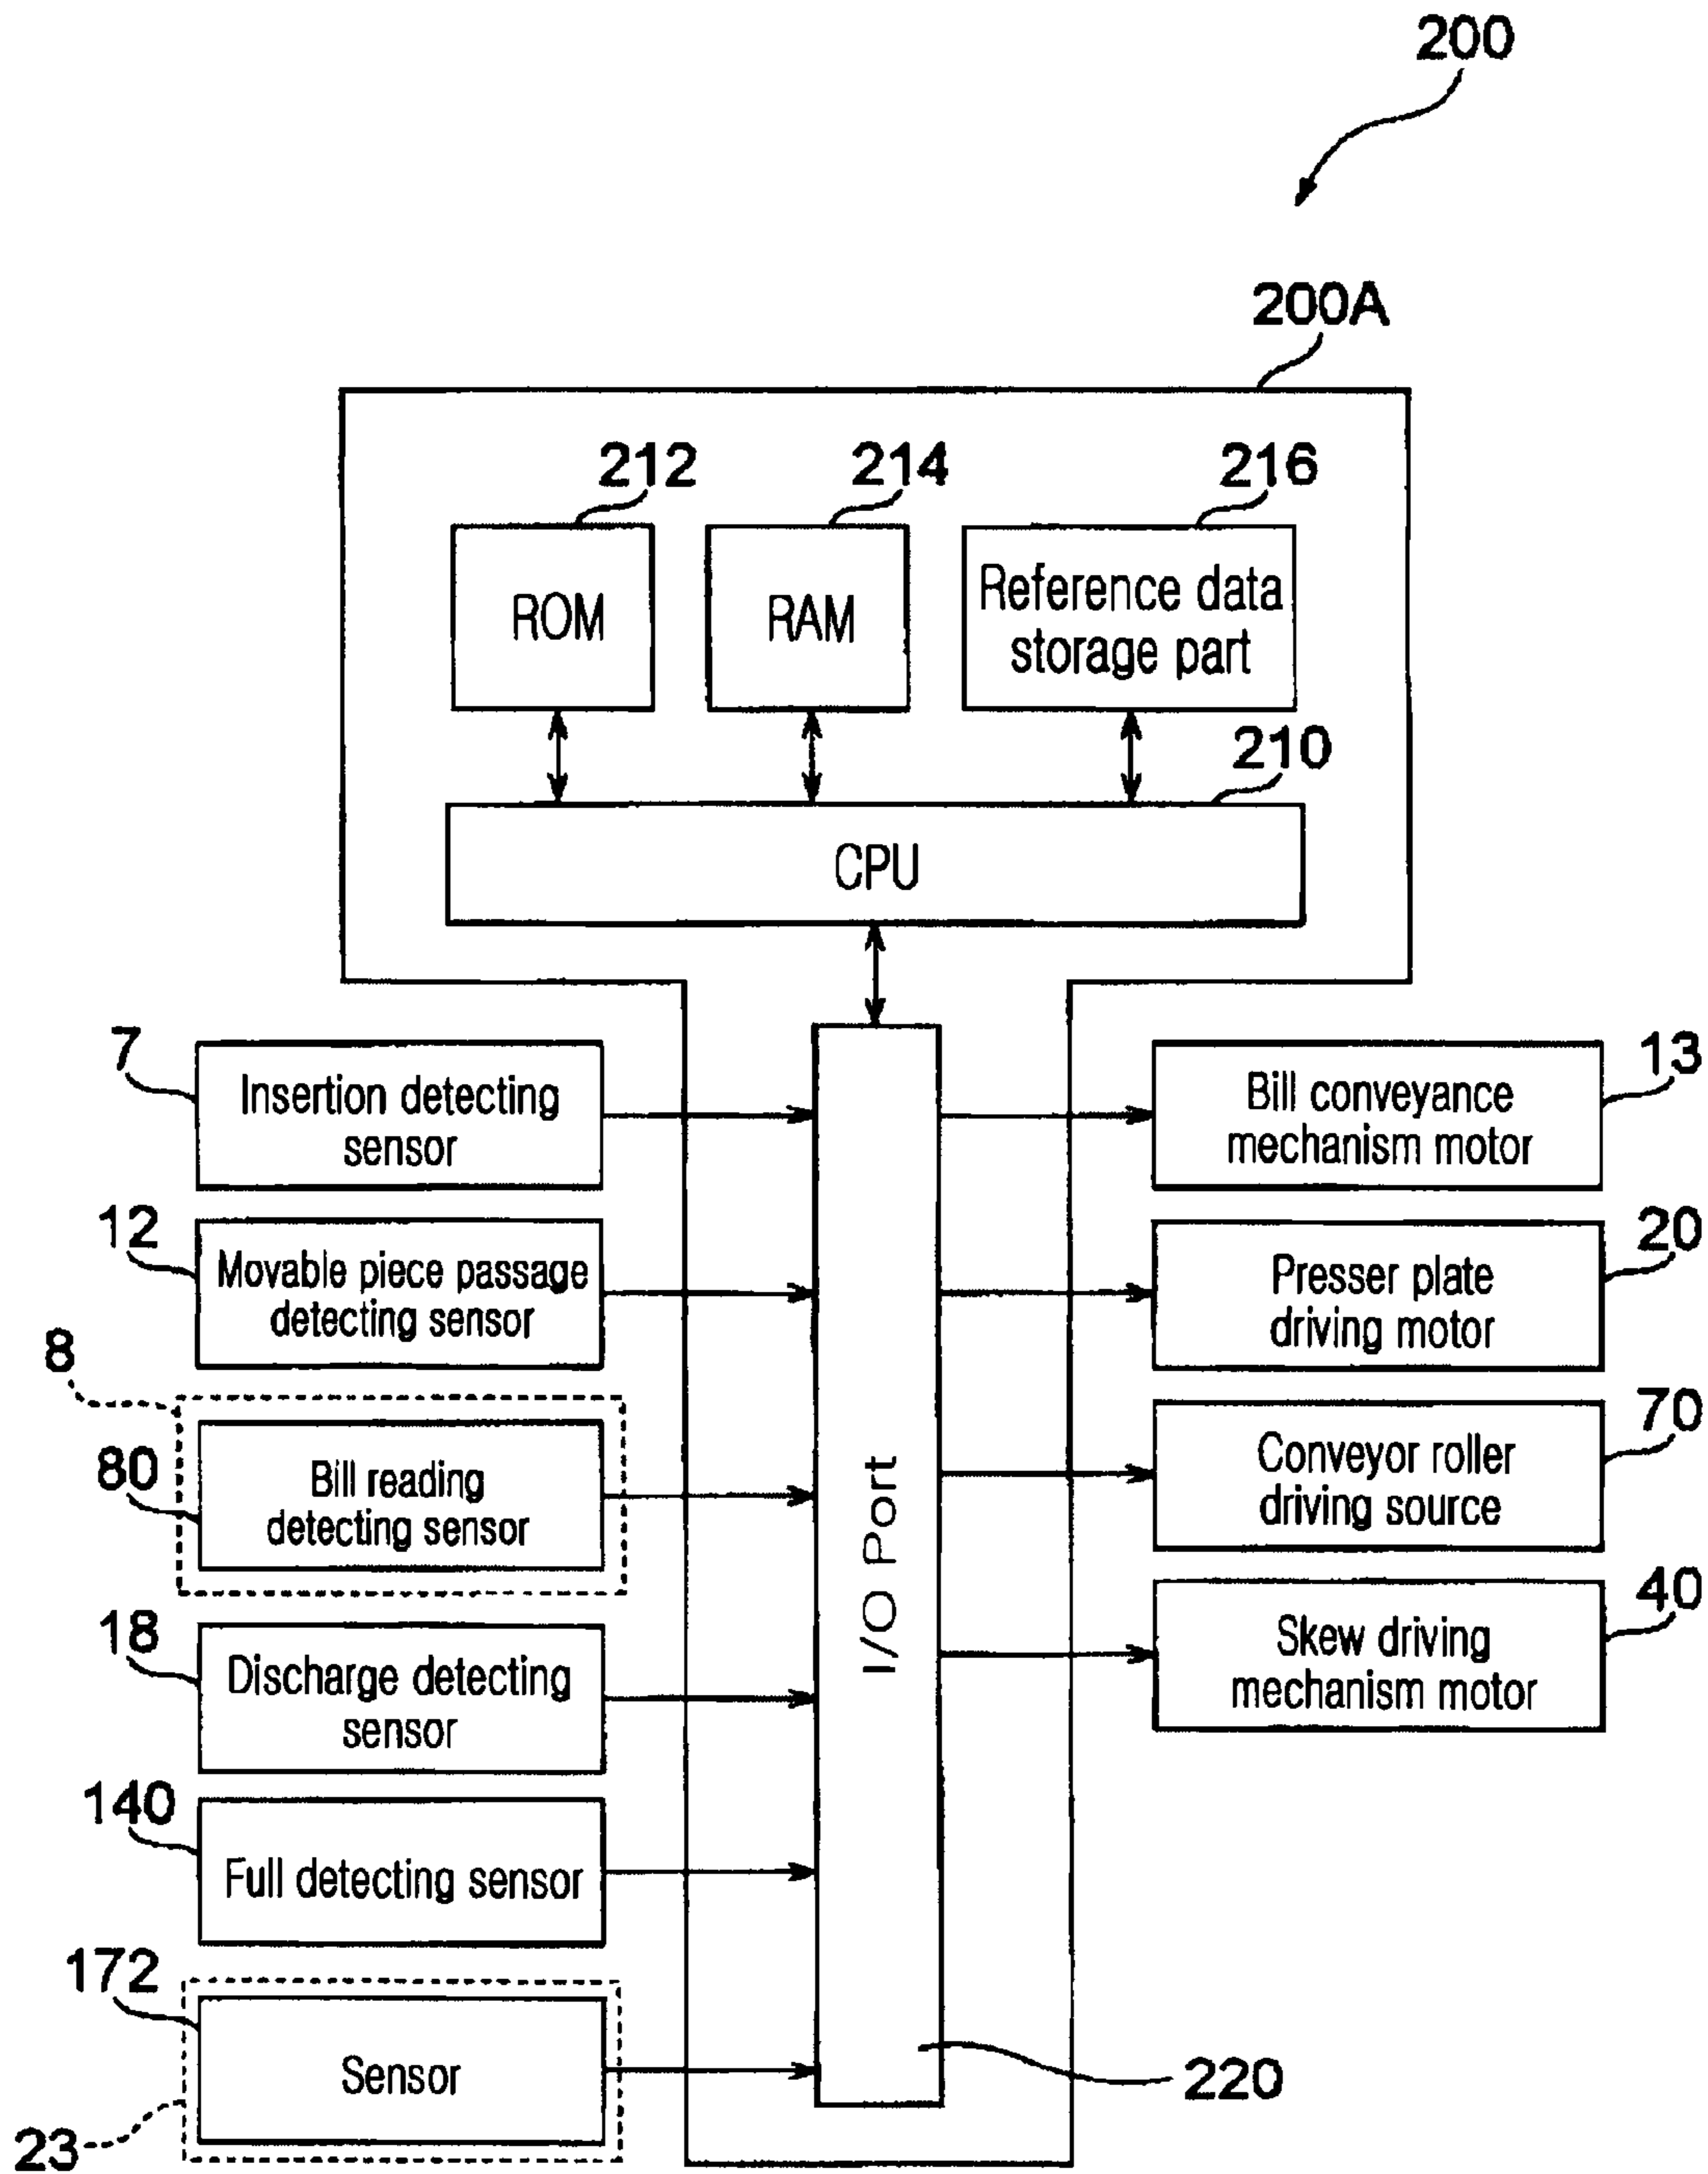 200
200A
212
214
216
ROM
RAM
Reference data
storage part
210
CPU
7
Insertion detecting
sensor
12
Movable piece passage
detecting sensor
8
80
Bill reading
detecting sensor
18
Discharge detecting
sensor
140
Full detecting sensor
172
Sensor
23
I/O Port
220
13
Bill conveyance
mechanism motor
20
Presser plate
driving motor
70
Conveyor roller
driving source
40
Skew driving
mechanism motor